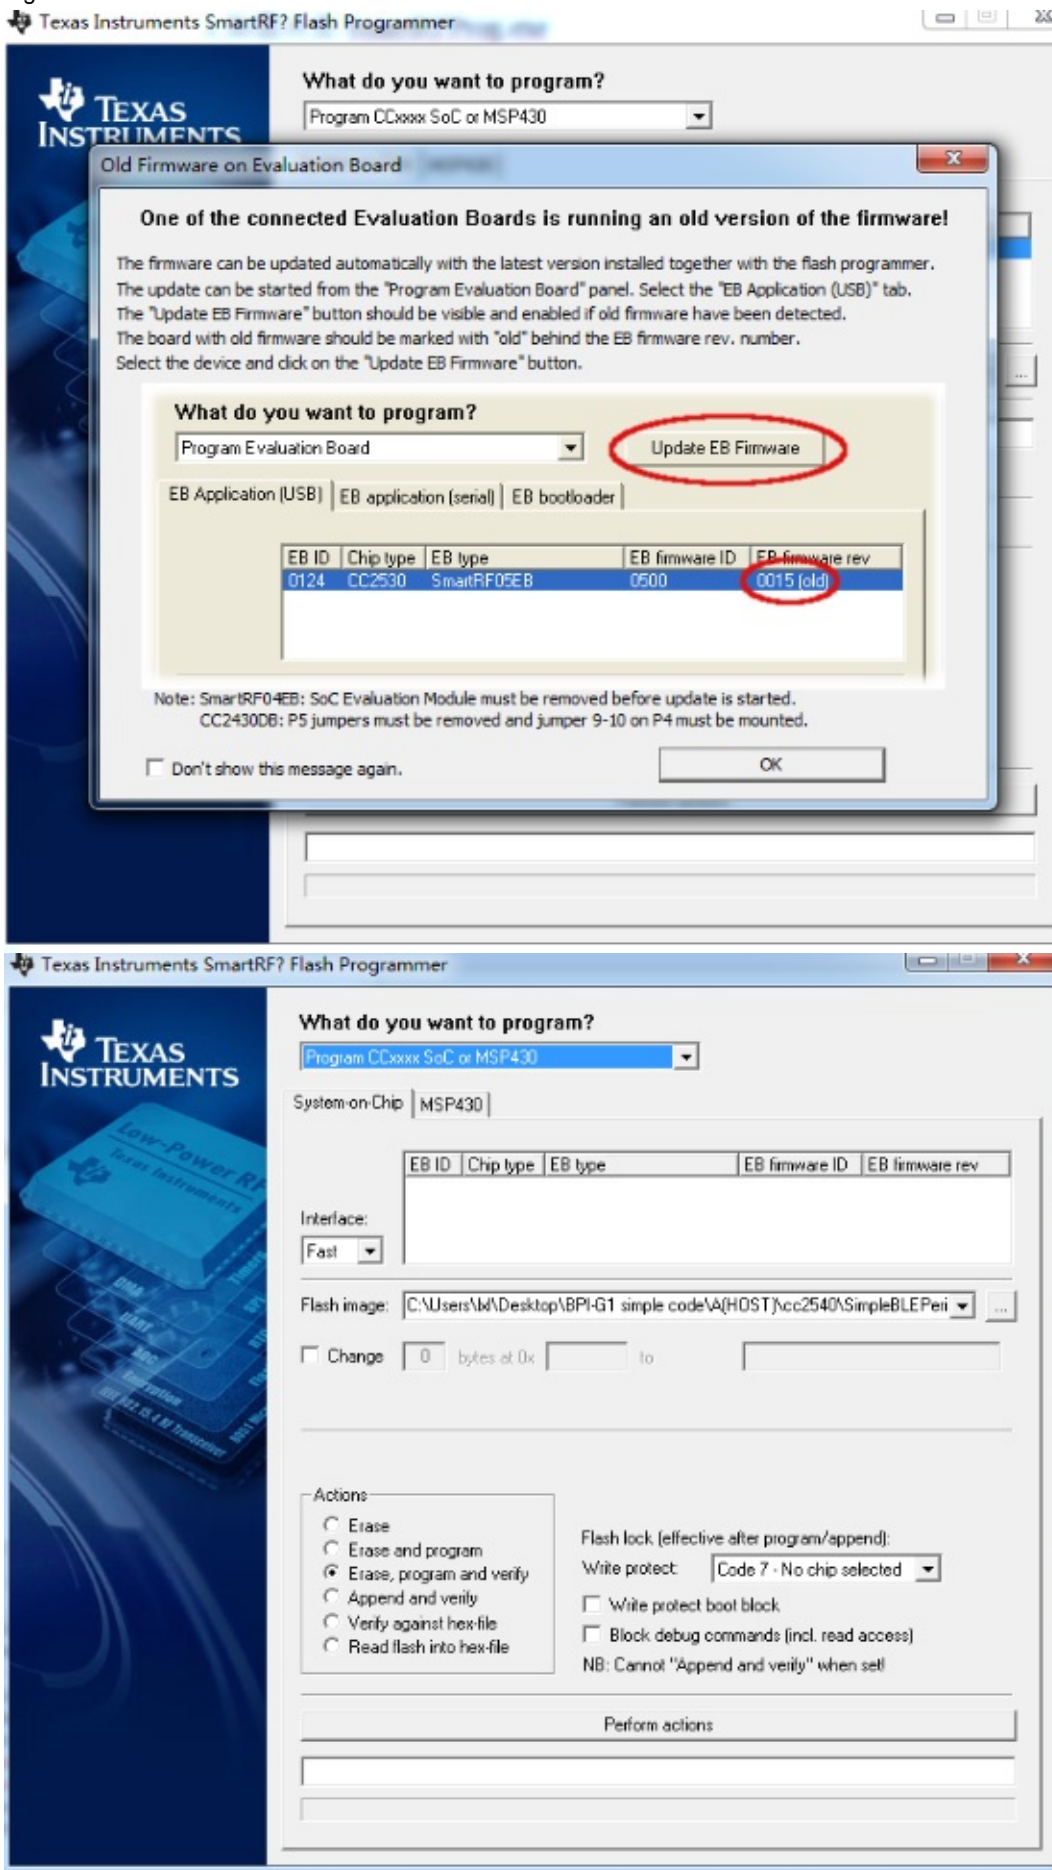 Texas Instruments SmartRF? Flash Programmer
What do you want to program?
Program CCxxxx SoC or MSP430
TEXAS
INSTRUMENTS
Old Firmware on Evaluation Board
One of the connected Evaluation Boards is running an old version of the firmware!
The firmware can be updated automatically with the latest version installed together with the flash programmer.
The update can be started from the "Program Evaluation Board" panel. Select the "EB Application (USB)" tab.
The "Update EB Firmware" button should be visible and enabled if old firmware have been detected.
The board with old firmware should be marked with "old" behind the EB firmware rev. number.
Select the device and click on the "Update EB Firmware" button.
What do you want to program?
Program Evaluation Board
Update EB Firmware
EB Application (USB) EB application (serial) EB bootloader
EB ID Chip type EB type EB firmware ID EB firmware rev
0124 CC2530 SmartRF05EB 0500 0015 (old)
Note: SmartRF04EB: SoC Evaluation Module must be removed before update is started.
CC2430DB: P5 jumpers must be removed and jumper 9-10 on P4 must be mounted.
Don't show this message again.
OK
Texas Instruments SmartRF? Flash Programmer
What do you want to program?
Program CCxxxx SoC or MSP430
TEXAS
INSTRUMENTS
System-on-Chip MSP430
Low-Power RF
Texas Instruments
EB ID Chip type EB type EB firmware ID EB firmware rev
Interface:
Fast
Flash image: C:\Users\lxl\Desktop\BPI-G1 simple code\A(HOST)\cc2540\SimpleBLEPeri ...
Change 0 bytes at 0x to
Actions
Erase
Erase and program
Erase, program and verify
Append and verify
Verify against hex-file
Read flash into hex-file
Flash lock (effective after program/append):
Write protect: Code 7 - No chip selected
Write protect boot block
Block debug commands (incl. read access)
NB: Cannot "Append and verify" when set!
Perform actions